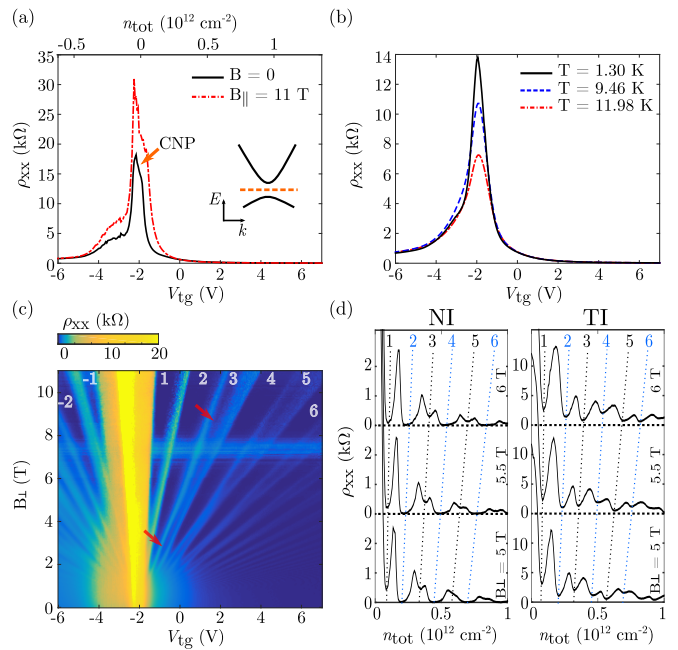 (a)
n_tot (10^12 cm^-2)
-0.5 0 0.5 1
35
30
25
20
15
10
5
0
ρxx (kΩ)
B = 0
B∥ = 11 T
CNP
E
k
-6 -4 -2 0 2 4 6
V_tg (V)
(b)
14
12
10
8
6
4
2
0
ρxx (kΩ)
T = 1.30 K
T = 9.46 K
T = 11.98 K
-6 -4 -2 0 2 4 6
V_tg (V)
(c)
ρxx (kΩ)
0 10 20
-2 -1 1 2 3 5 6
10
8
6
4
2
0
B⊥ (T)
-6 -4 -2 0 2 4 6
V_tg (V)
(d)
NI
TI
1 2 3 4 5 6
1 2 3 4 5 6
2
1
0
2
1
0
2
1
0
ρxx (kΩ)
10
5
0
10
5
0
10
5
0
6 T
5.5 T
B⊥ = 5 T
6 T
5.5 T
B⊥ = 5 T
0 0.5 1
0 0.5 1
n_tot (10^12 cm^-2)
n_tot (10^12 cm^-2)